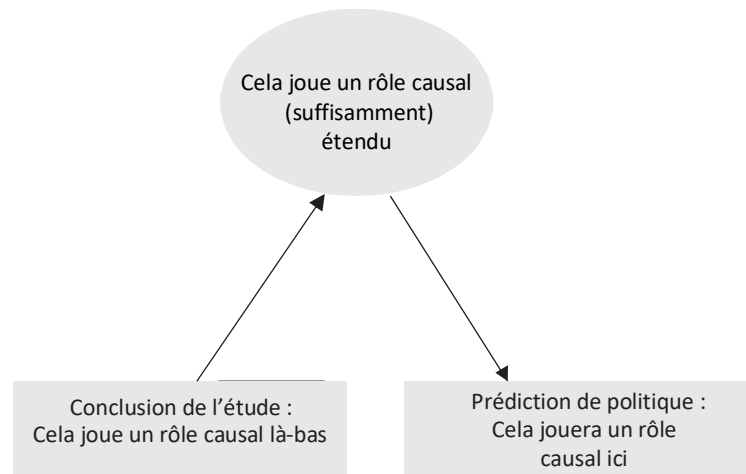 Cela joue un rôle causal
(suffisamment)
étendu
Conclusion de l’étude :
Cela joue un rôle causal là-bas
Prédiction de politique :
Cela jouera un rôle
causal ici